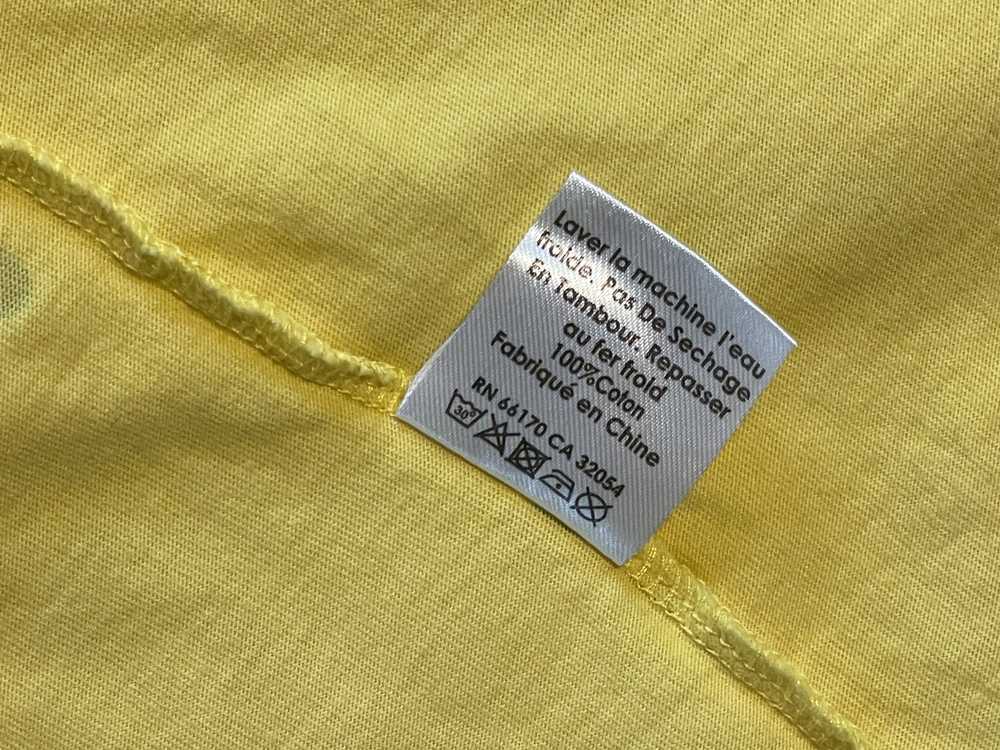 Laver la machine l'eau
froide. Pas De Sechage
En Tambour. Repasser
au fer froid
100%Coton
Fabriqué en Chine
RN 66170 CA 32054
30°